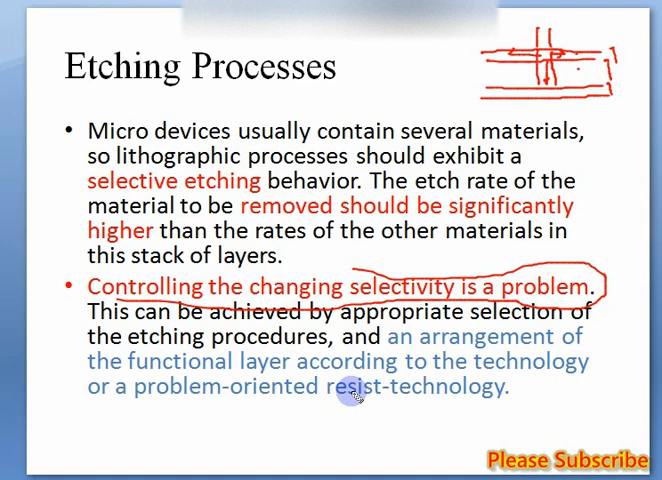 Etching Processes
• Micro devices usually contain several materials,
so lithographic processes should exhibit a
selective etching behavior. The etch rate of the
material to be removed should be significantly
higher than the rates of the other materials in
this stack of layers.
• Controlling the changing selectivity is a problem.
This can be achieved by appropriate selection of
the etching procedures, and an arrangement of
the functional layer according to the technology
or a problem-oriented resist-technology.
Please Subscribe